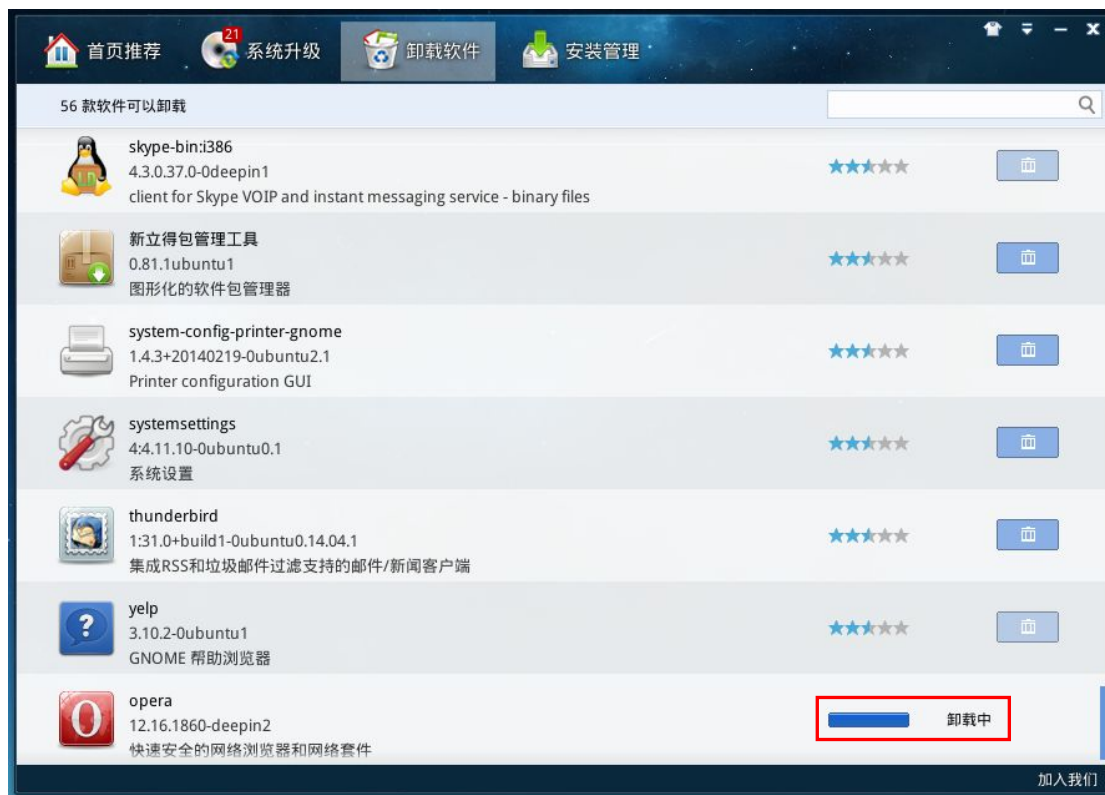 首页推荐
21
系统升级
卸载软件
安装管理
56 款软件可以卸载
skype-bin:i386
4.3.0.37.0-0deepin1
client for Skype VOIP and instant messaging service - binary files
新立得包管理工具
0.81.1ubuntu1
图形化的软件包管理器
system-config-printer-gnome
1.4.3+20140219-0ubuntu2.1
Printer configuration GUI
systemsettings
4:4.11.10-0ubuntu0.1
系统设置
thunderbird
1:31.0+build1-0ubuntu0.14.04.1
集成RSS和垃圾邮件过滤支持的邮件/新闻客户端
yelp
3.10.2-0ubuntu1
GNOME 帮助浏览器
opera
12.16.1860-deepin2
快速安全的网络浏览器和网络套件
卸载中
加入我们